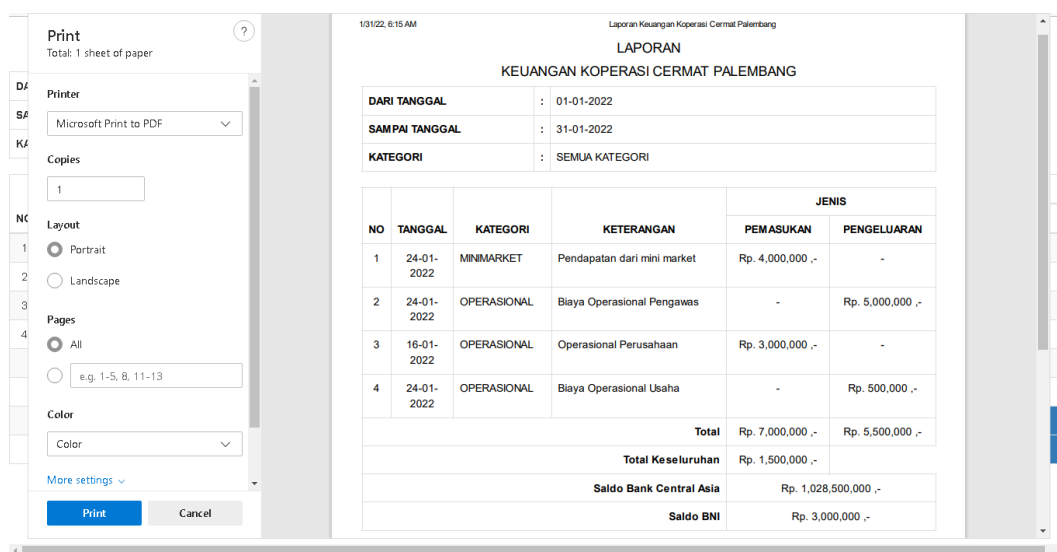 Print
?
Total: 1 sheet of paper
Printer
Microsoft Print to PDF
Copies
1
Layout
Portrait
Landscape
Pages
All
e.g. 1-5, 8, 11-13
Color
Color
More settings
Print Cancel
1/31/22, 6:15 AM Laporan Keuangan Koperasi Cermat Palembang
LAPORAN
KEUANGAN KOPERASI CERMAT PALEMBANG
DARI TANGGAL : 01-01-2022
SAMPAI TANGGAL : 31-01-2022
KATEGORI : SEMUA KATEGORI
JENIS
NO TANGGAL KATEGORI KETERANGAN PEMASUKAN PENGELUARAN
1 24-01- MINIMARKET Pendapatan dari mini market Rp. 4,000,000 ,- -
2022
2 24-01- OPERASIONAL Biaya Operasional Pengawas - Rp. 5,000,000 ,-
2022
3 16-01- OPERASIONAL Operasional Perusahaan Rp. 3,000,000 ,- -
2022
4 24-01- OPERASIONAL Biaya Operasional Usaha - Rp. 500,000 ,-
2022
Total Rp. 7,000,000 ,- Rp. 5,500,000 ,-
Total Keseluruhan Rp. 1,500,000 ,-
Saldo Bank Central Asia Rp. 1,028,500,000 ,-
Saldo BNI Rp. 3,000,000 ,-